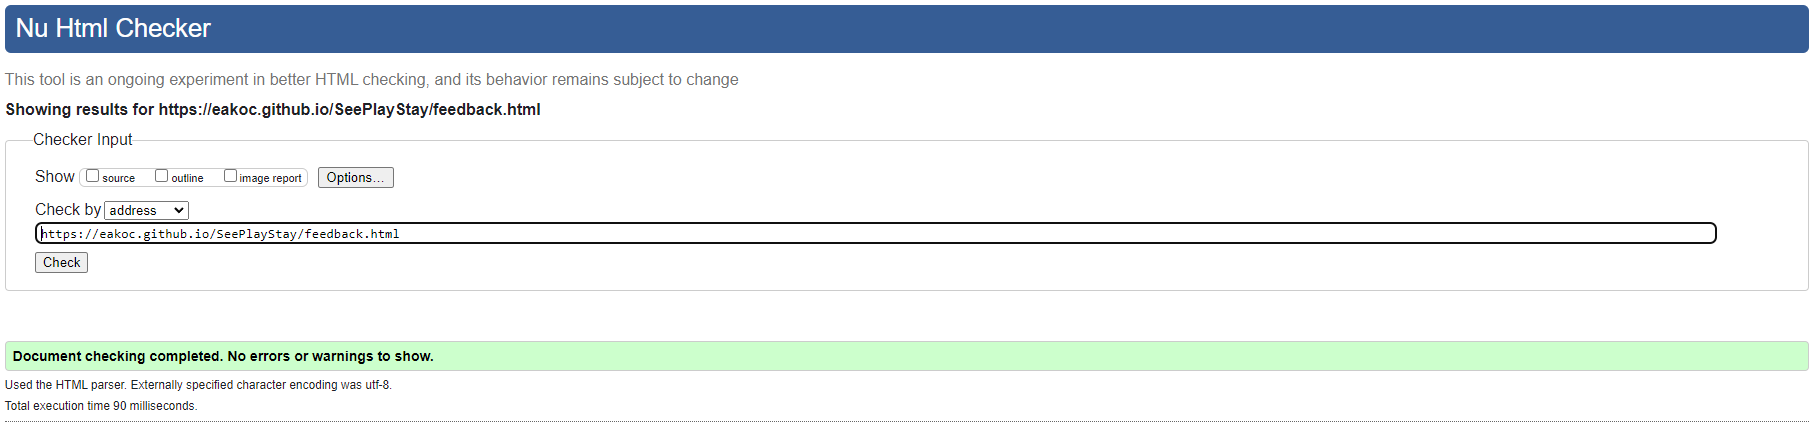 Nu Html Checker
This tool is an ongoing experiment in better HTML checking, and its behavior remains subject to change
Showing results for https://eakoc.github.io/SeePlayStay/feedback.html
Checker Input
Show source outline image report Options...
Check by address
https://eakoc.github.io/SeePlayStay/feedback.html
Check
Document checking completed. No errors or warnings to show.
Used the HTML parser. Externally specified character encoding was utf-8.
Total execution time 90 milliseconds.